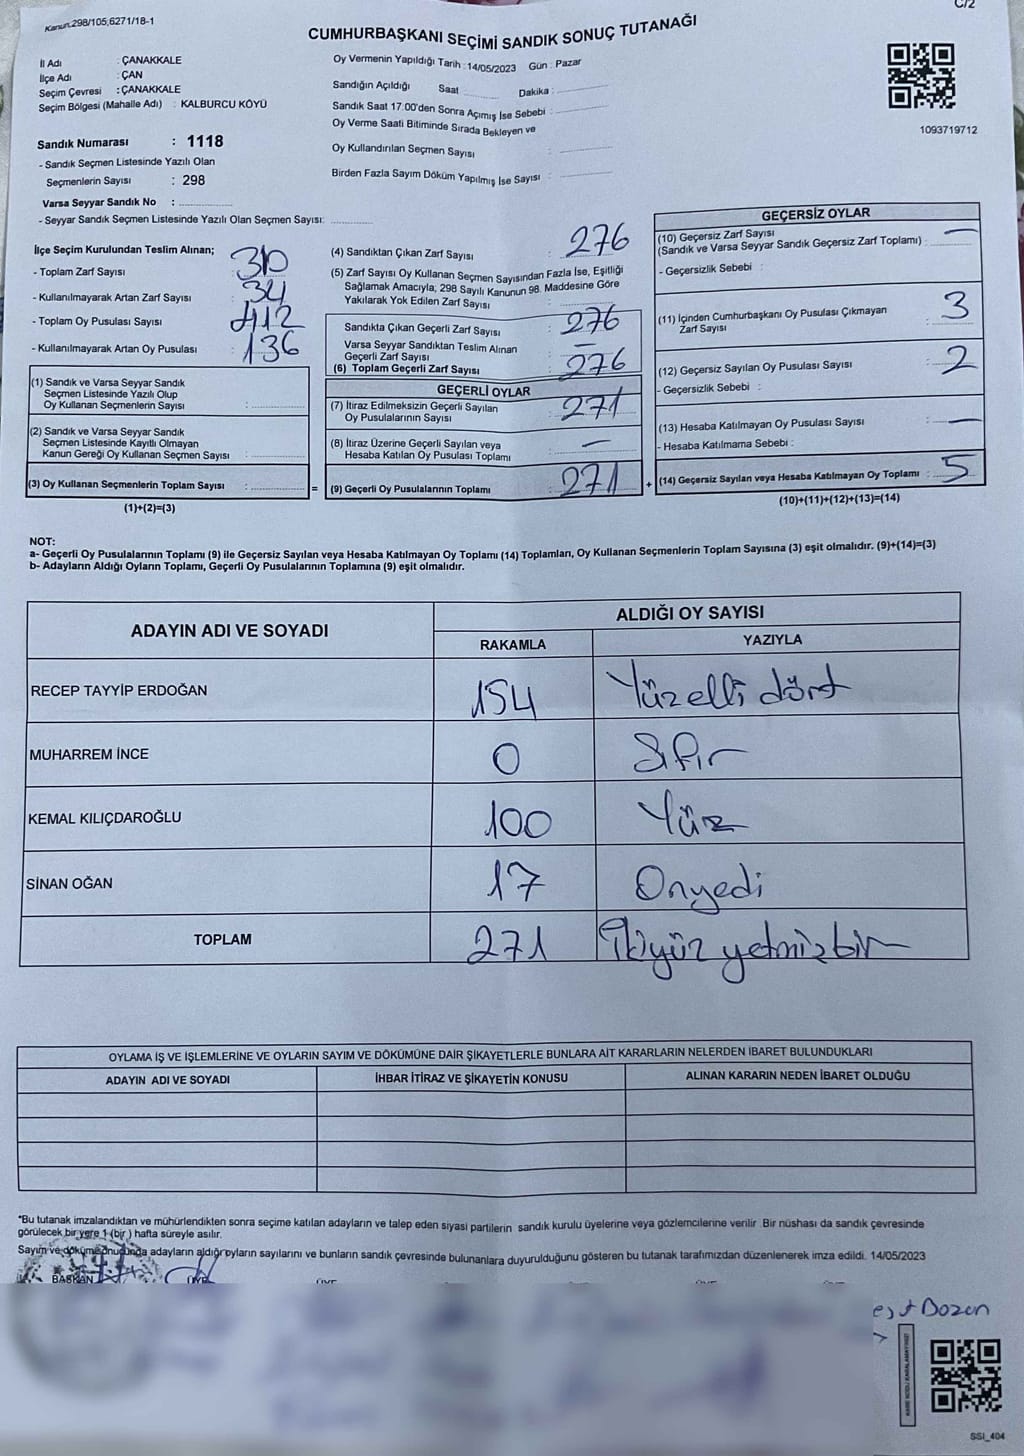 Kanun:298/105;6271/18-1
C/2
CUMHURBAŞKANI SEÇİMİ SANDIK SONUÇ TUTANAĞI
İl Adı : ÇANAKKALE
İlçe Adı : ÇAN
Seçim Çevresi : ÇANAKKALE
Seçim Bölgesi (Mahalle Adı) : KALBURCU KÖYÜ
Sandık Numarası : 1118
- Sandık Seçmen Listesinde Yazılı Olan
Seçmenlerin Sayısı : 298
Varsa Seyyar Sandık No :
- Seyyar Sandık Seçmen Listesinde Yazılı Olan Seçmen Sayısı:
Oy Vermenin Yapıldığı Tarih : 14/05/2023 Gün : Pazar
Sandığın Açıldığı Saat Dakika :
Sandık Saat 17:00'den Sonra Açımış İse Sebebi :
Oy Verme Saati Bitiminde Sırada Bekleyen ve
Oy Kullandırılan Seçmen Sayısı :
Birden Fazla Sayım Döküm Yapılmış İse Sayısı :
1093719712
İlçe Seçim Kurulundan Teslim Alınan;
- Toplam Zarf Sayısı : 310
- Kullanılmayarak Artan Zarf Sayısı : 34
- Toplam Oy Pusulası Sayısı : 412
- Kullanılmayarak Artan Oy Pusulası : 136
(1) Sandık ve Varsa Seyyar Sandık
Seçmen Listesinde Yazılı Olup
Oy Kullanan Seçmenlerin Sayısı :
(2) Sandık ve Varsa Seyyar Sandık
Seçmen Listesinde Kayıtlı Olmayan
Kanun Gereği Oy Kullanan Seçmen Sayısı :
(3) Oy Kullanan Seçmenlerin Toplam Sayısı : =
(1)+(2)=(3)
(4) Sandıktan Çıkan Zarf Sayısı : 276
(5) Zarf Sayısı Oy Kullanan Seçmen Sayısından Fazla İse, Eşitliği
Sağlamak Amacıyla; 298 Sayılı Kanunun 98. Maddesine Göre
Yakılarak Yok Edilen Zarf Sayısı :
Sandıkta Çıkan Geçerli Zarf Sayısı : 276
Varsa Seyyar Sandıktan Teslim Alınan
Geçerli Zarf Sayısı : –
(6) Toplam Geçerli Zarf Sayısı : 276
GEÇERLİ OYLAR
(7) İtiraz Edilmeksizin Geçerli Sayılan
Oy Pusulalarının Sayısı : 271
(8) İtiraz Üzerine Geçerli Sayılan veya
Hesaba Katılan Oy Pusulası Toplamı : –
(9) Geçerli Oy Pusulalarının Toplamı : 271 +
GEÇERSİZ OYLAR
(10) Geçersiz Zarf Sayısı
(Sandık ve Varsa Seyyar Sandık Geçersiz Zarf Toplamı) : –
- Geçersizlik Sebebi :
(11) İçinden Cumhurbaşkanı Oy Pusulası Çıkmayan
Zarf Sayısı : 3
(12) Geçersiz Sayılan Oy Pusulası Sayısı : 2
- Geçersizlik Sebebi :
(13) Hesaba Katılmayan Oy Pusulası Sayısı : –
- Hesaba Katılmama Sebebi :
(14) Geçersiz Sayılan veya Hesaba Katılmayan Oy Toplamı : 5
(10)+(11)+(12)+(13)=(14)
NOT:
a- Geçerli Oy Pusulalarının Toplamı (9) ile Geçersiz Sayılan veya Hesaba Katılmayan Oy Toplamı (14) Toplamları, Oy Kullanan Seçmenlerin Toplam Sayısına (3) eşit olmalıdır. (9)+(14)=(3)
b- Adayların Aldığı Oyların Toplamı, Geçerli Oy Pusulalarının Toplamına (9) eşit olmalıdır.
ADAYIN ADI VE SOYADI
ALDIĞI OY SAYISI
RAKAMLA YAZIYLA
RECEP TAYYİP ERDOĞAN 154 Yüzelli dört
MUHARREM İNCE 0 Sıfır
KEMAL KILIÇDAROĞLU 100 Yüz
SİNAN OĞAN 17 Onyedi
TOPLAM 271 İkiyüz yetmişbir
OYLAMA İŞ VE İŞLEMLERİNE VE OYLARIN SAYIM VE DÖKÜMÜNE DAİR ŞİKAYETLERLE BUNLARA AİT KARARLARIN NELERDEN İBARET BULUNDUKLARI
ADAYIN ADI VE SOYADI İHBAR İTİRAZ VE ŞİKAYETİN KONUSU ALINAN KARARIN NEDEN İBARET OLDUĞU
*Bu tutanak imzalandıktan ve mühürlendikten sonra seçime katılan adayların ve talep eden siyasi partilerin sandık kurulu üyelerine veya gözlemcilerine verilir. Bir nüshası da sandık çevresinde
görülecek bir yere 1 (bir) hafta süreyle asılır.
Sayım ve döküm sonucunda adayların aldığı oyların sayılarını ve bunların sandık çevresinde bulunanlara duyurulduğunu gösteren bu tutanak tarafımızdan düzenlenerek imza edildi. 14/05/2023
BAŞKAN ÜYE ÜYE
Bozan
KARE KODU KARALAMAYINIZ!
SSI_404